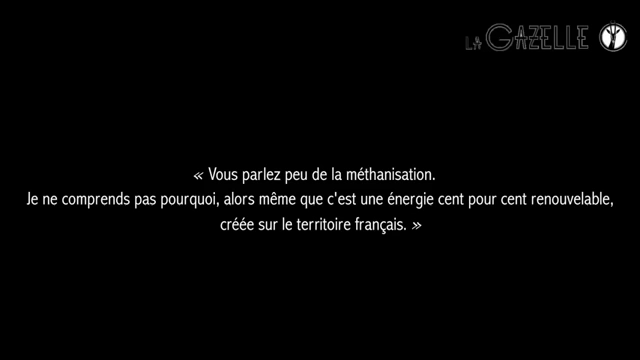 LA GAZELLE
« Vous parlez peu de la méthanisation.
Je ne comprends pas pourquoi, alors même que c'est une énergie cent pour cent renouvelable,
créée sur le territoire français. »